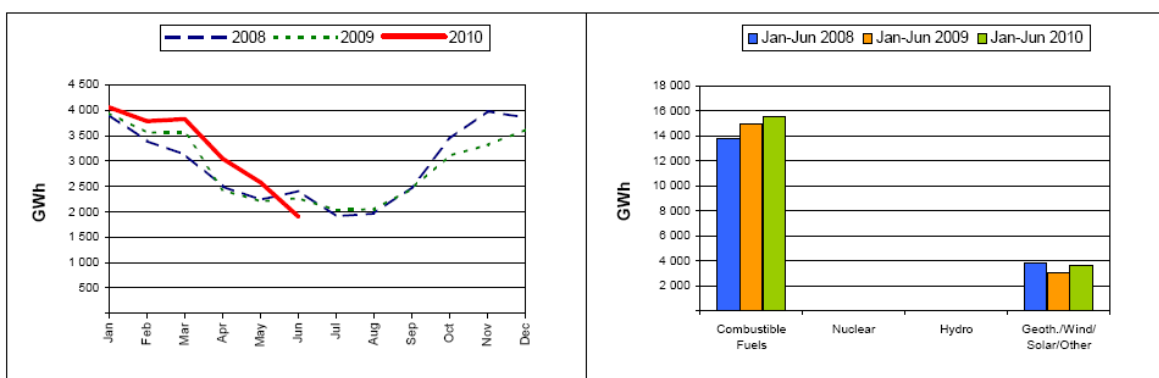 2008 2009 2010
4 500
4 000
3 500
3 000
2 500
2 000
1 500
1 000
500
GWh
Jan Feb Mar Apr May Jun Jul Aug Sep Oct Nov Dec
Jan-Jun 2008 Jan-Jun 2009 Jan-Jun 2010
18 000
16 000
14 000
12 000
10 000
8 000
6 000
4 000
2 000
GWh
Combustible Nuclear Hydro Geoth./Wind/
Fuels Solar/Other